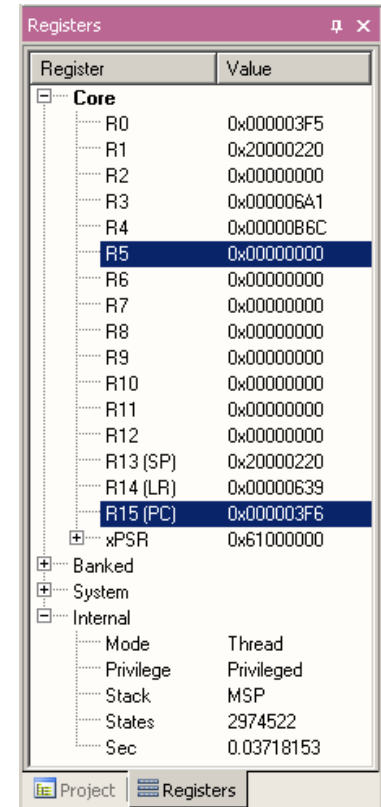 Registers
Register Value
Core
R0 0x000003F5
R1 0x20000220
R2 0x00000000
R3 0x000006A1
R4 0x00000B6C
R5 0x00000000
R6 0x00000000
R7 0x00000000
R8 0x00000000
R9 0x00000000
R10 0x00000000
R11 0x00000000
R12 0x00000000
R13 (SP) 0x20000220
R14 (LR) 0x00000639
R15 (PC) 0x000003F6
xPSR 0x61000000
Banked
System
Internal
Mode Thread
Privilege Privileged
Stack MSP
States 2974522
Sec 0.03718153
Project Registers